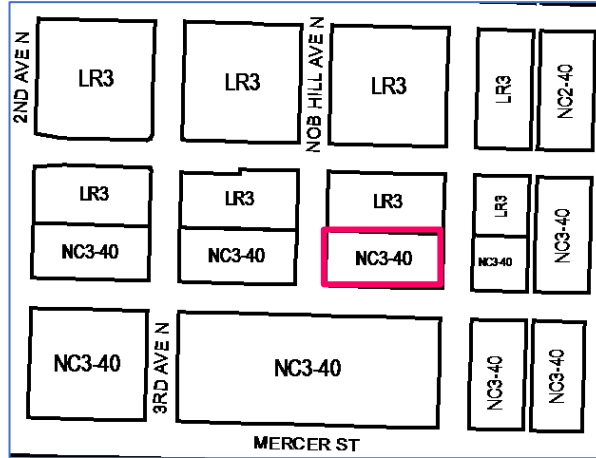 2ND AVE N
LR3
LR3
NOB HILL AVE N
LR3
LR3
NC2-40
LR3
LR3
LR3
LR3
NC3-40
NC3-40
NC3-40
NC3-40
NC3-40
NC3-40
3RD AVE N
NC3-40
NC3-40
NC3-40
MERCER ST